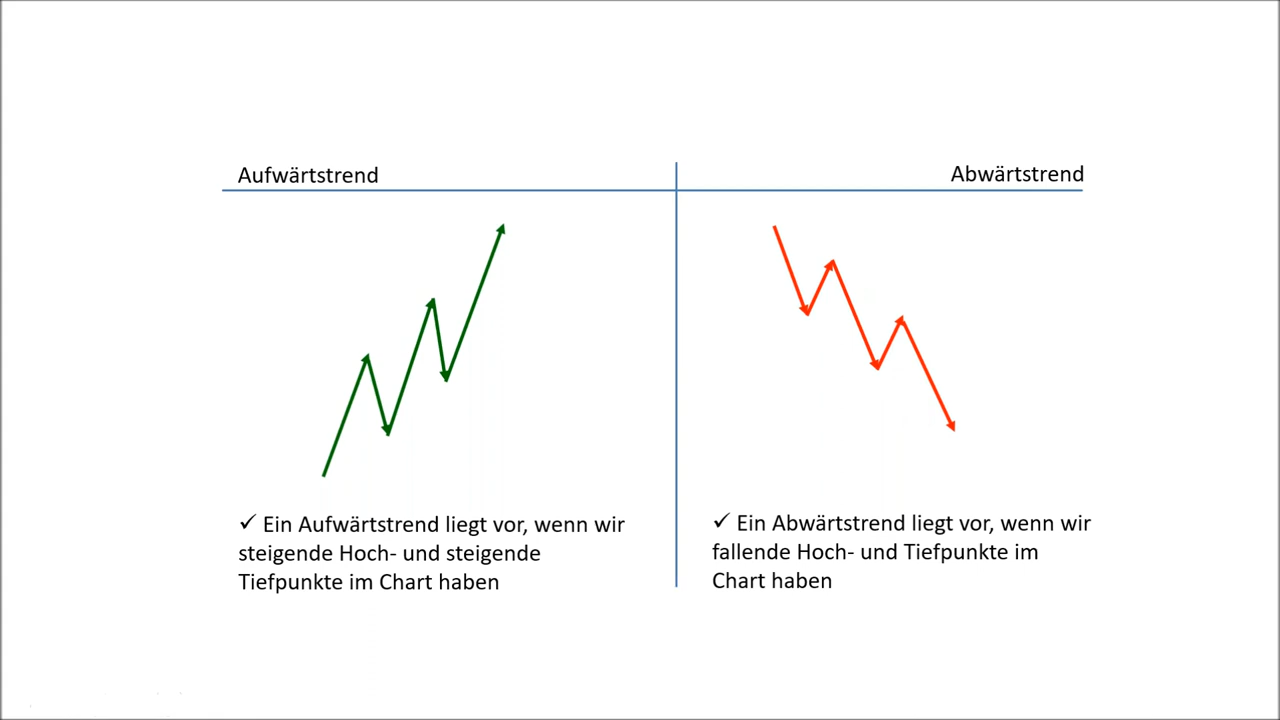 Aufwärtstrend
Abwärtstrend
✓ Ein Aufwärtstrend liegt vor, wenn wir
steigende Hoch- und steigende
Tiefpunkte im Chart haben
✓ Ein Abwärtstrend liegt vor, wenn wir
fallende Hoch- und Tiefpunkte im
Chart haben